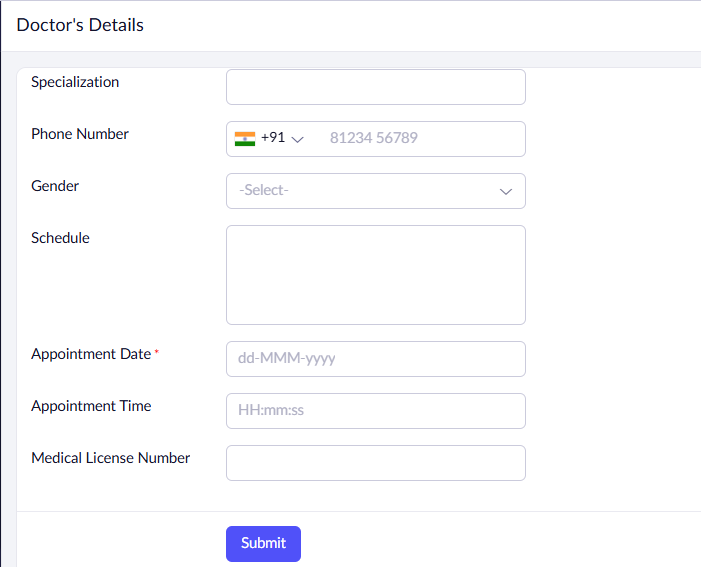 Doctor's Details
Specialization
Phone Number +91 81234 56789
Gender -Select-
Schedule
Appointment Date * dd-MMM-yyyy
Appointment Time HH:mm:ss
Medical License Number
Submit